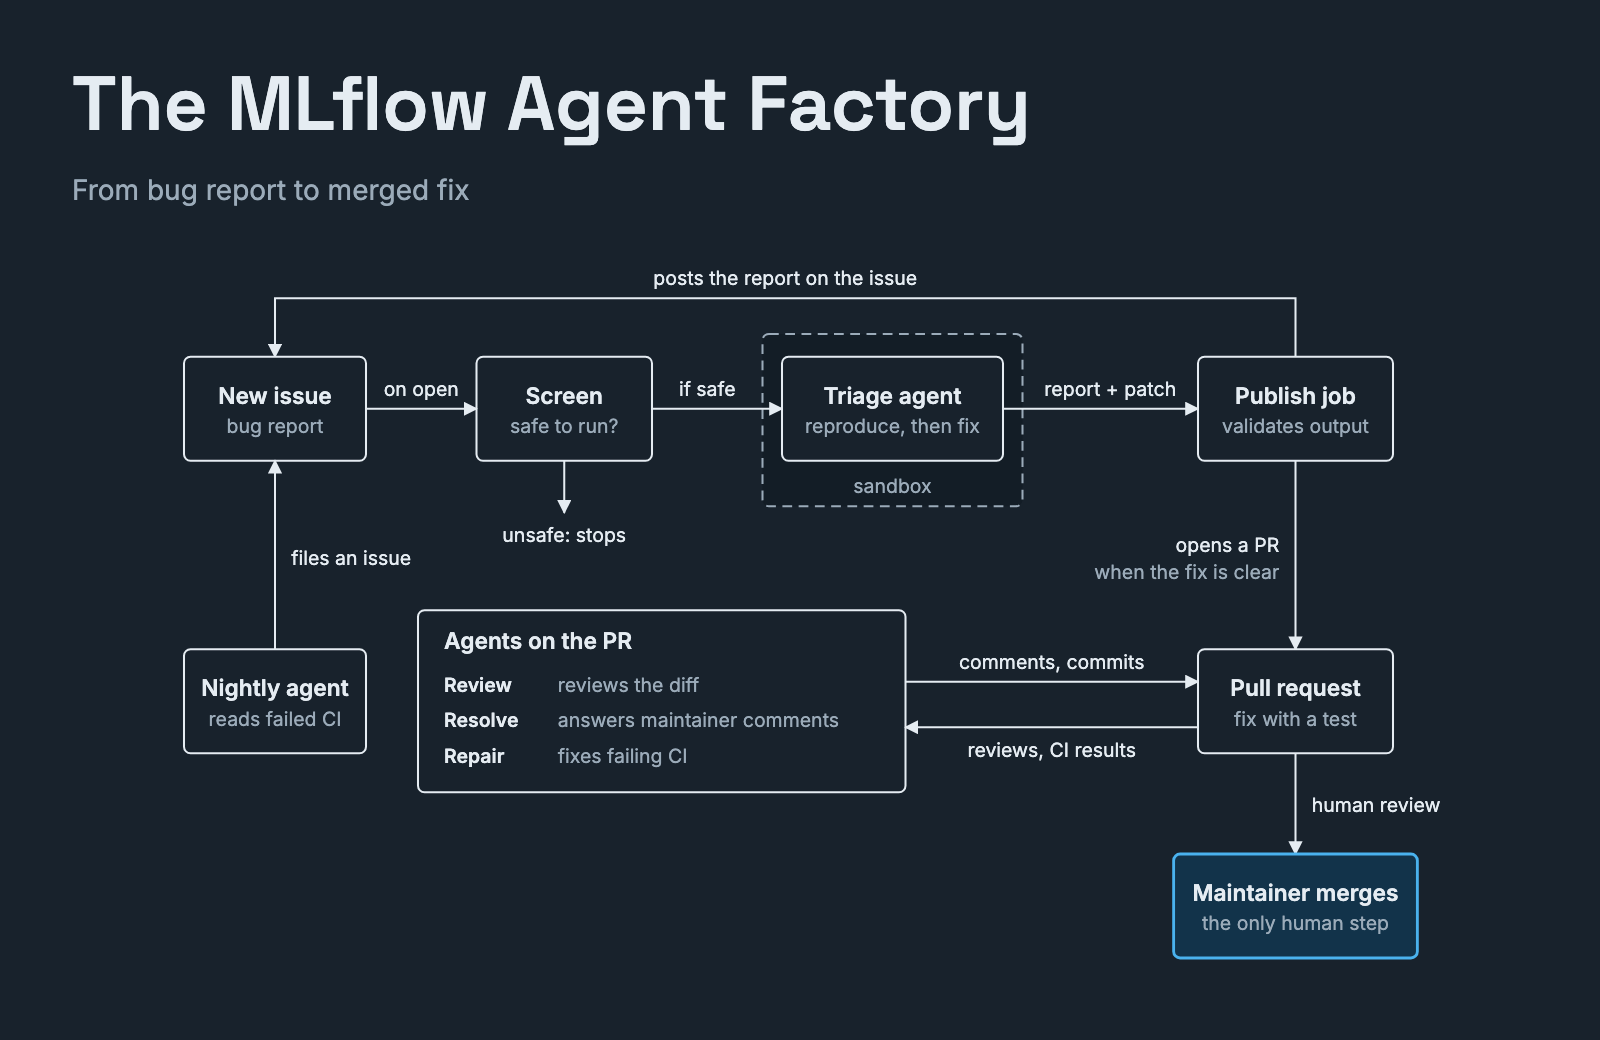 The MLflow Agent Factory
From bug report to merged fix
posts the report on the issue
New issue
bug report
on open
Screen
safe to run?
if safe
Triage agent
reproduce, then fix
sandbox
report + patch
Publish job
validates output
unsafe: stops
files an issue
opens a PR
when the fix is clear
Nightly agent
reads failed CI
Agents on the PR
Review reviews the diff
Resolve answers maintainer comments
Repair fixes failing CI
comments, commits
reviews, CI results
Pull request
fix with a test
human review
Maintainer merges
the only human step